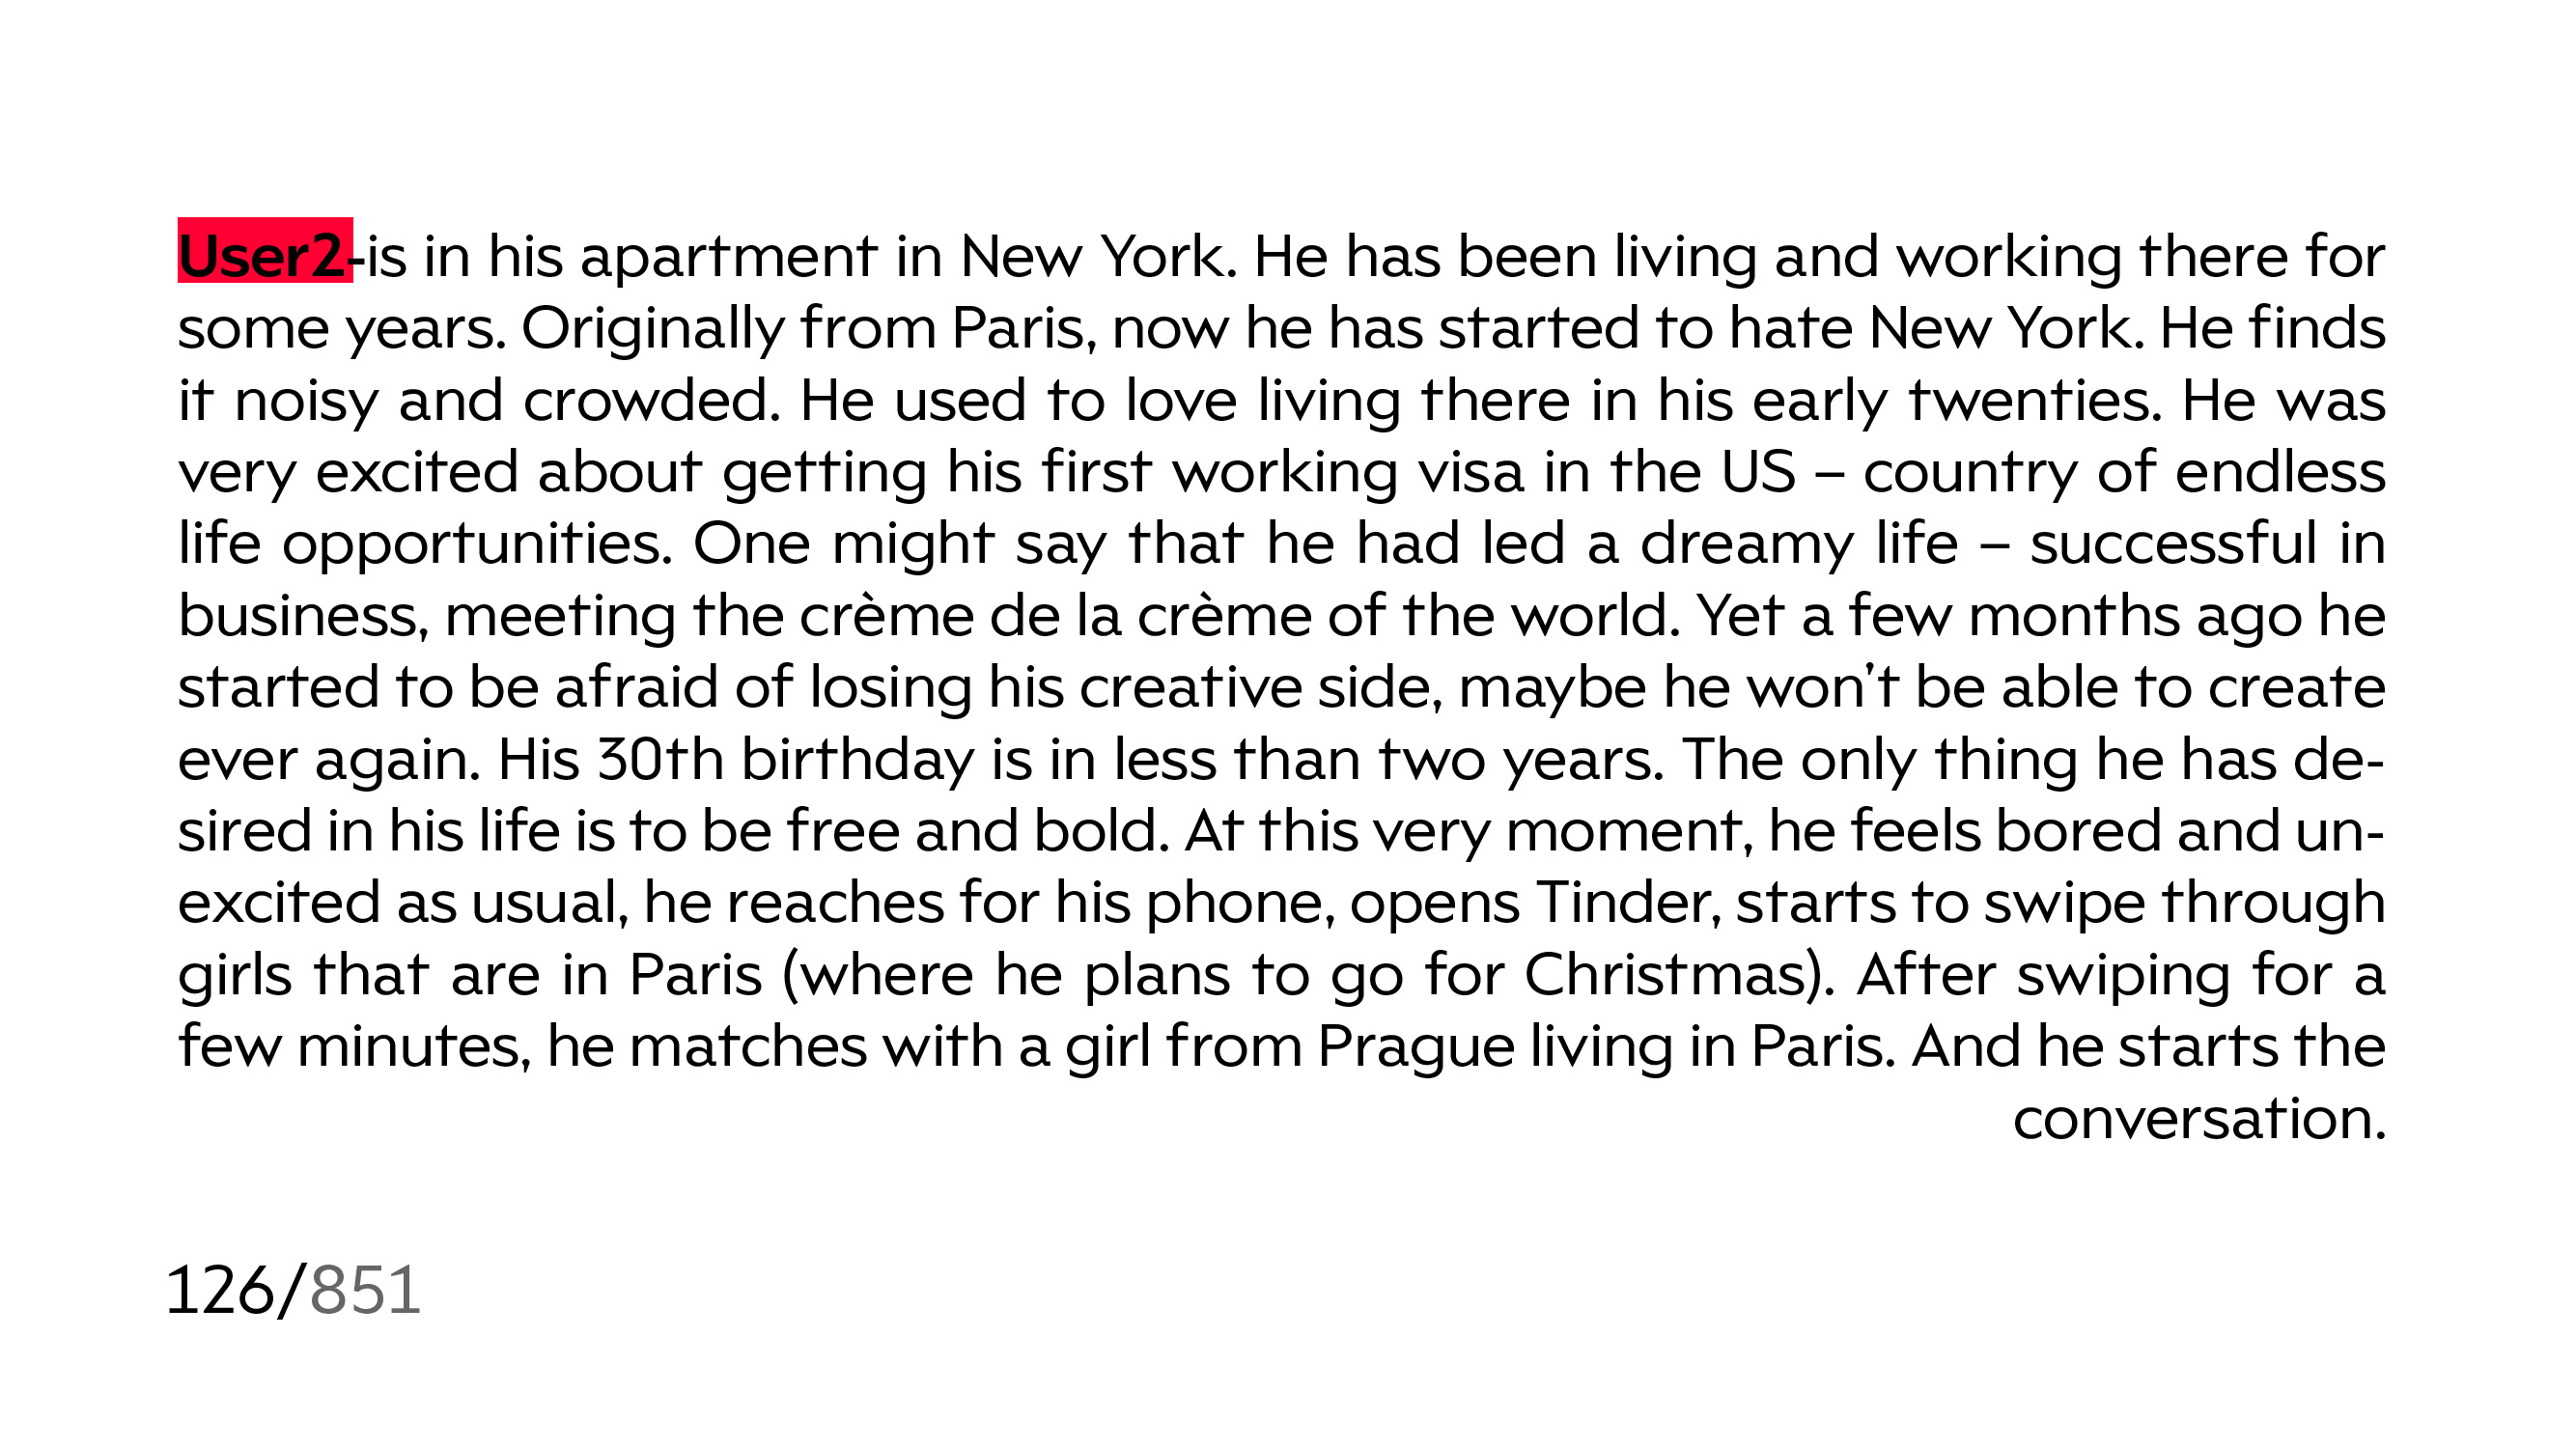 User2-is in his apartment in New York. He has been living and working there for
some years. Originally from Paris, now he has started to hate New York. He finds
it noisy and crowded. He used to love living there in his early twenties. He was
very excited about getting his first working visa in the US – country of endless
life opportunities. One might say that he had led a dreamy life – successful in
business, meeting the crème de la crème of the world. Yet a few months ago he
started to be afraid of losing his creative side, maybe he won’t be able to create
ever again. His 30th birthday is in less than two years. The only thing he has de-
sired in his life is to be free and bold. At this very moment, he feels bored and un-
excited as usual, he reaches for his phone, opens Tinder, starts to swipe through
girls that are in Paris (where he plans to go for Christmas). After swiping for a
few minutes, he matches with a girl from Prague living in Paris. And he starts the
conversation.
126/851